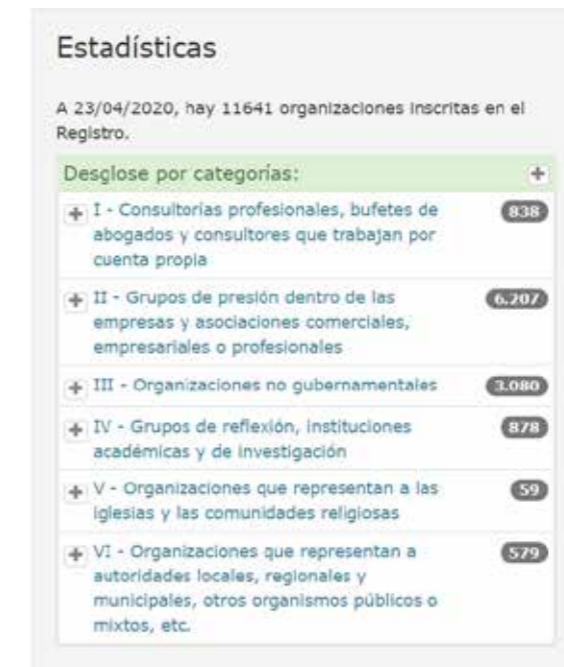 Estadísticas
A 23/04/2020, hay 11641 organizaciones inscritas en el
Registro.
Desglose por categorías:
I - Consultorías profesionales, bufetes de 838
abogados y consultores que trabajan por
cuenta propia
II - Grupos de presión dentro de las 6.207
empresas y asociaciones comerciales,
empresariales o profesionales
III - Organizaciones no gubernamentales 3.080
IV - Grupos de reflexión, instituciones 878
académicas y de investigación
V - Organizaciones que representan a las 59
iglesias y las comunidades religiosas
VI - Organizaciones que representan a 579
autoridades locales, regionales y
municipales, otros organismos públicos o
mixtos, etc.